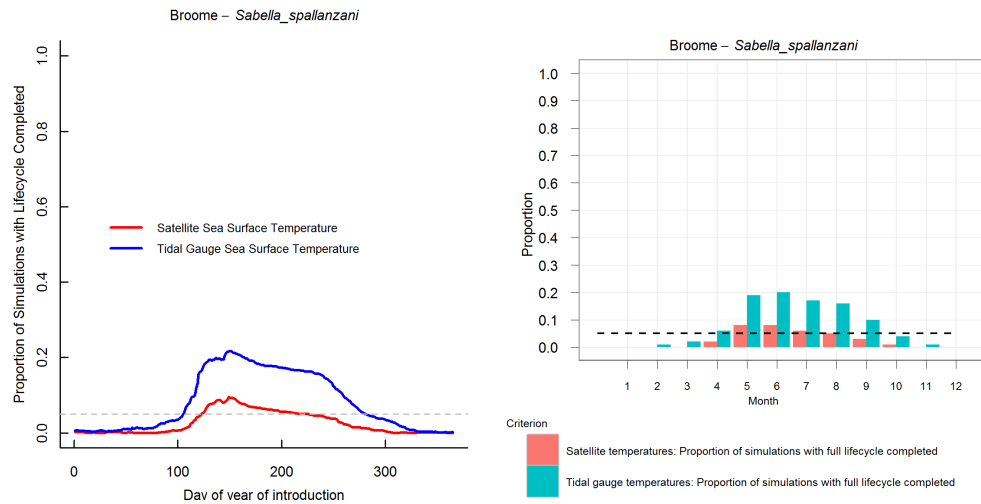 Broome – Sabella_spallanzani
Proportion of Simulations with Lifecycle Completed
1.0
0.8
0.6
0.4
0.2
0.0
Satellite Sea Surface Temperature
Tidal Gauge Sea Surface Temperature
0 100 200 300
Day of year of introduction
Broome – Sabella_spallanzani
Proportion
1.0
0.9
0.8
0.7
0.6
0.5
0.4
0.3
0.2
0.1
0.0
1 2 3 4 5 6 7 8 9 10 11 12
Month
Criterion
Satellite temperatures: Proportion of simulations with full lifecycle completed
Tidal gauge temperatures: Proportion of simulations with full lifecycle completed